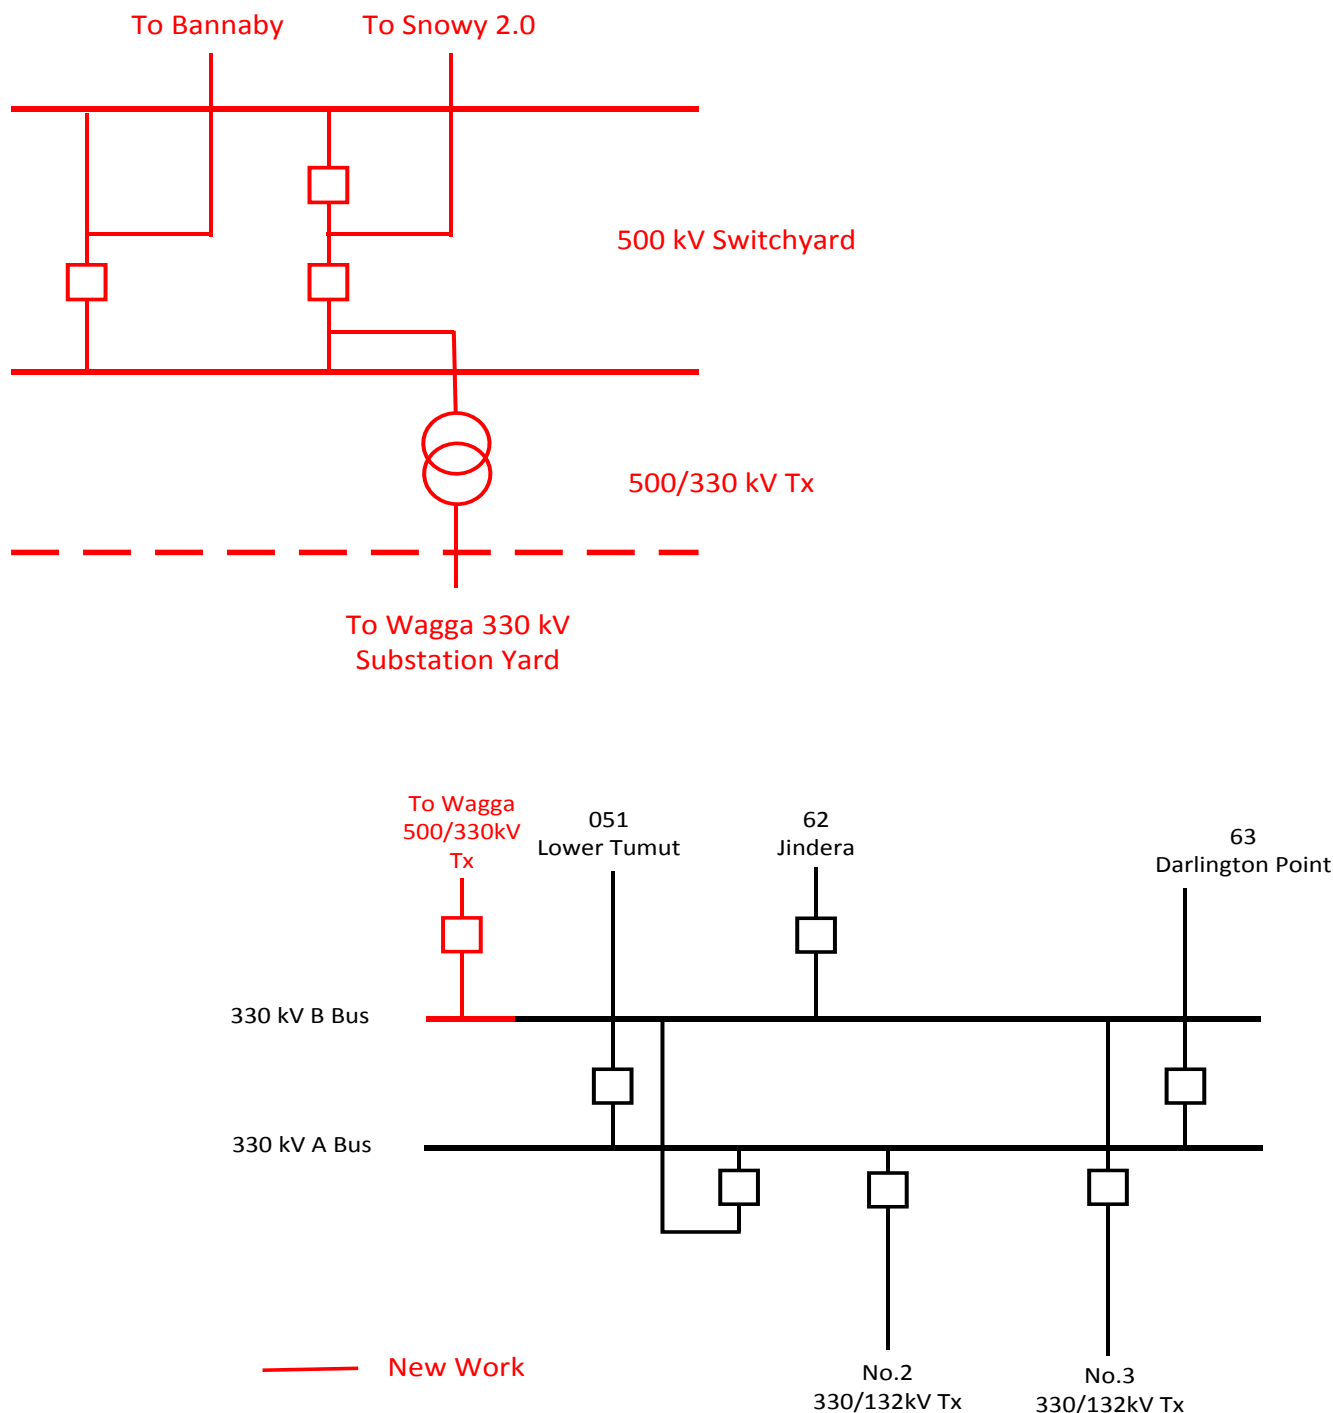 To Bannaby
To Snowy 2.0
500 kV Switchyard
500/330 kV Tx
To Wagga 330 kV
Substation Yard
To Wagga
500/330kV
Tx
051
Lower Tumut
62
Jindera
63
Darlington Point
330 kV B Bus
330 kV A Bus
New Work
No.2
330/132kV Tx
No.3
330/132kV Tx